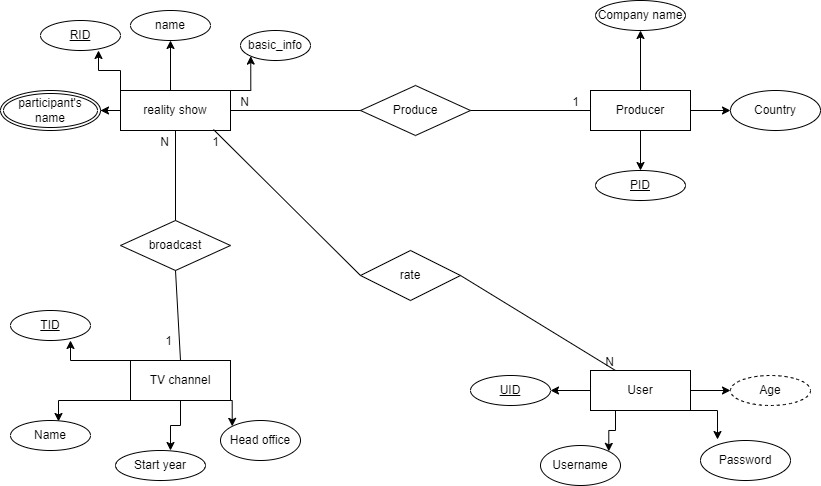 Company name
name
RID
basic_info
participant's
name
reality show
N
Produce
1
Producer
Country
N
1
PID
broadcast
rate
TID
1
TV channel
N
UID
User
Age
Name
Head office
Start year
Username
Password